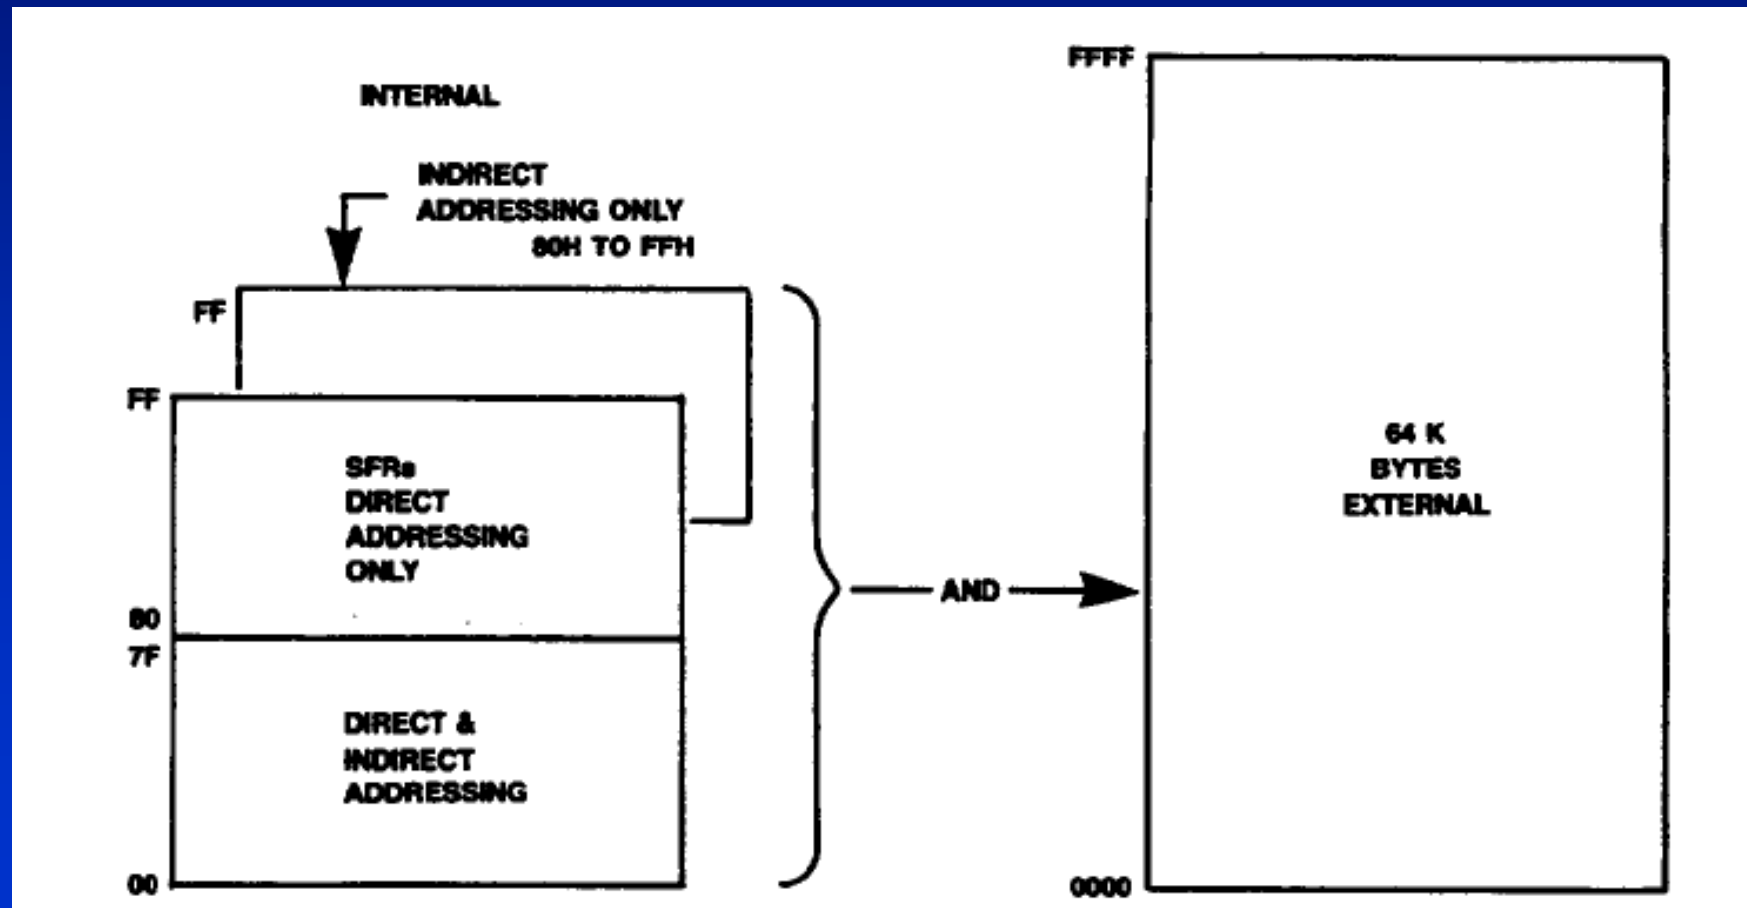 INTERNAL
INDIRECT
ADDRESSING ONLY
80H TO FFH
FF
FF
SFRs
DIRECT
ADDRESSING
ONLY
80
7F
DIRECT &
INDIRECT
ADDRESSING
00
AND
FFFF
64 K
BYTES
EXTERNAL
0000